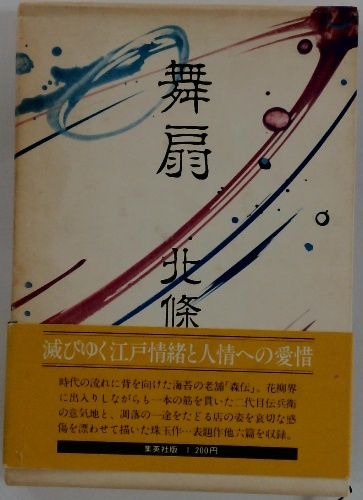 舞扇
北條
滅びゆく江戸情緒と人情への愛惜
時代の流れに背を向けた海苔の老舗「森伝」。花柳界
に出入りしながらも一本の筋を貫いた二代目伝兵衛
の意気地と、凋落の一途をたどる店の姿を哀切な感
傷を漂わせて描いた珠玉作…表題作他六篇を収録。
集英社版 1,200円